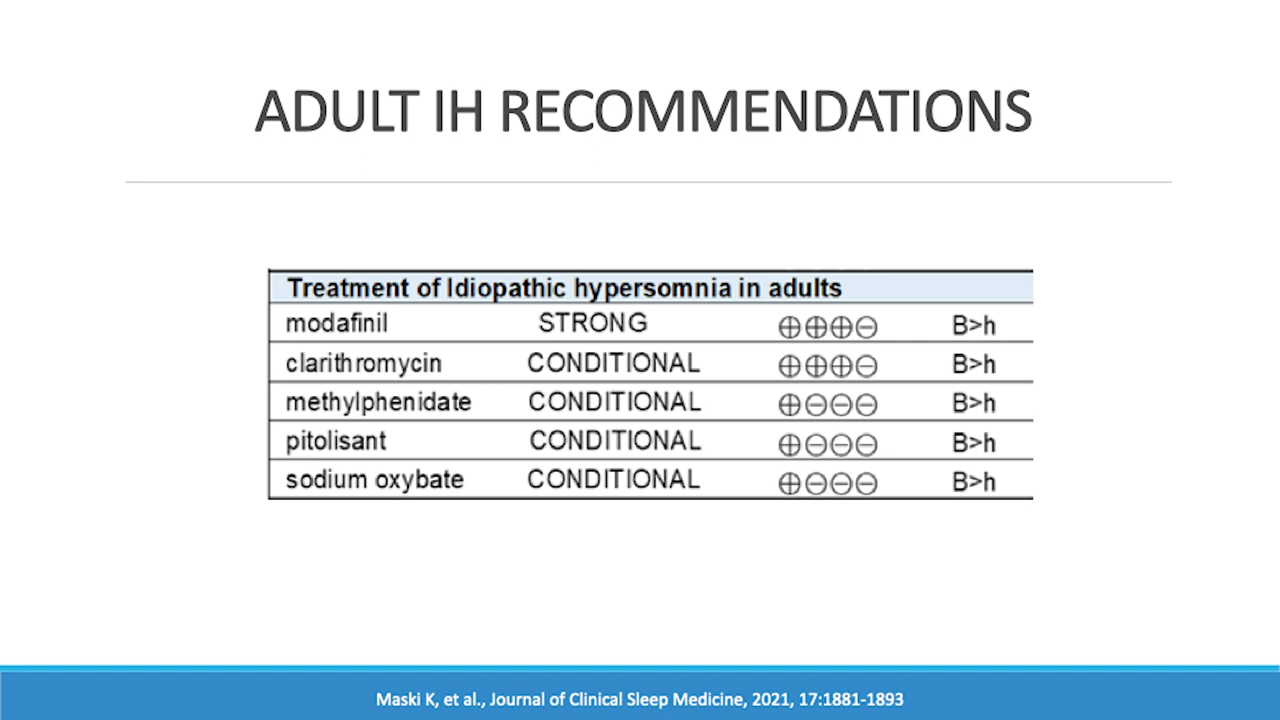 ADULT IH RECOMMENDATIONS
Treatment of Idiopathic hypersomnia in adults
modafinil STRONG ⊕⊕⊕⊖ B>h
clarithromycin CONDITIONAL ⊕⊕⊕⊖ B>h
methylphenidate CONDITIONAL ⊕⊖⊖⊖ B>h
pitolisant CONDITIONAL ⊕⊖⊖⊖ B>h
sodium oxybate CONDITIONAL ⊕⊖⊖⊖ B>h
Maski K, et al., Journal of Clinical Sleep Medicine, 2021, 17:1881-1893